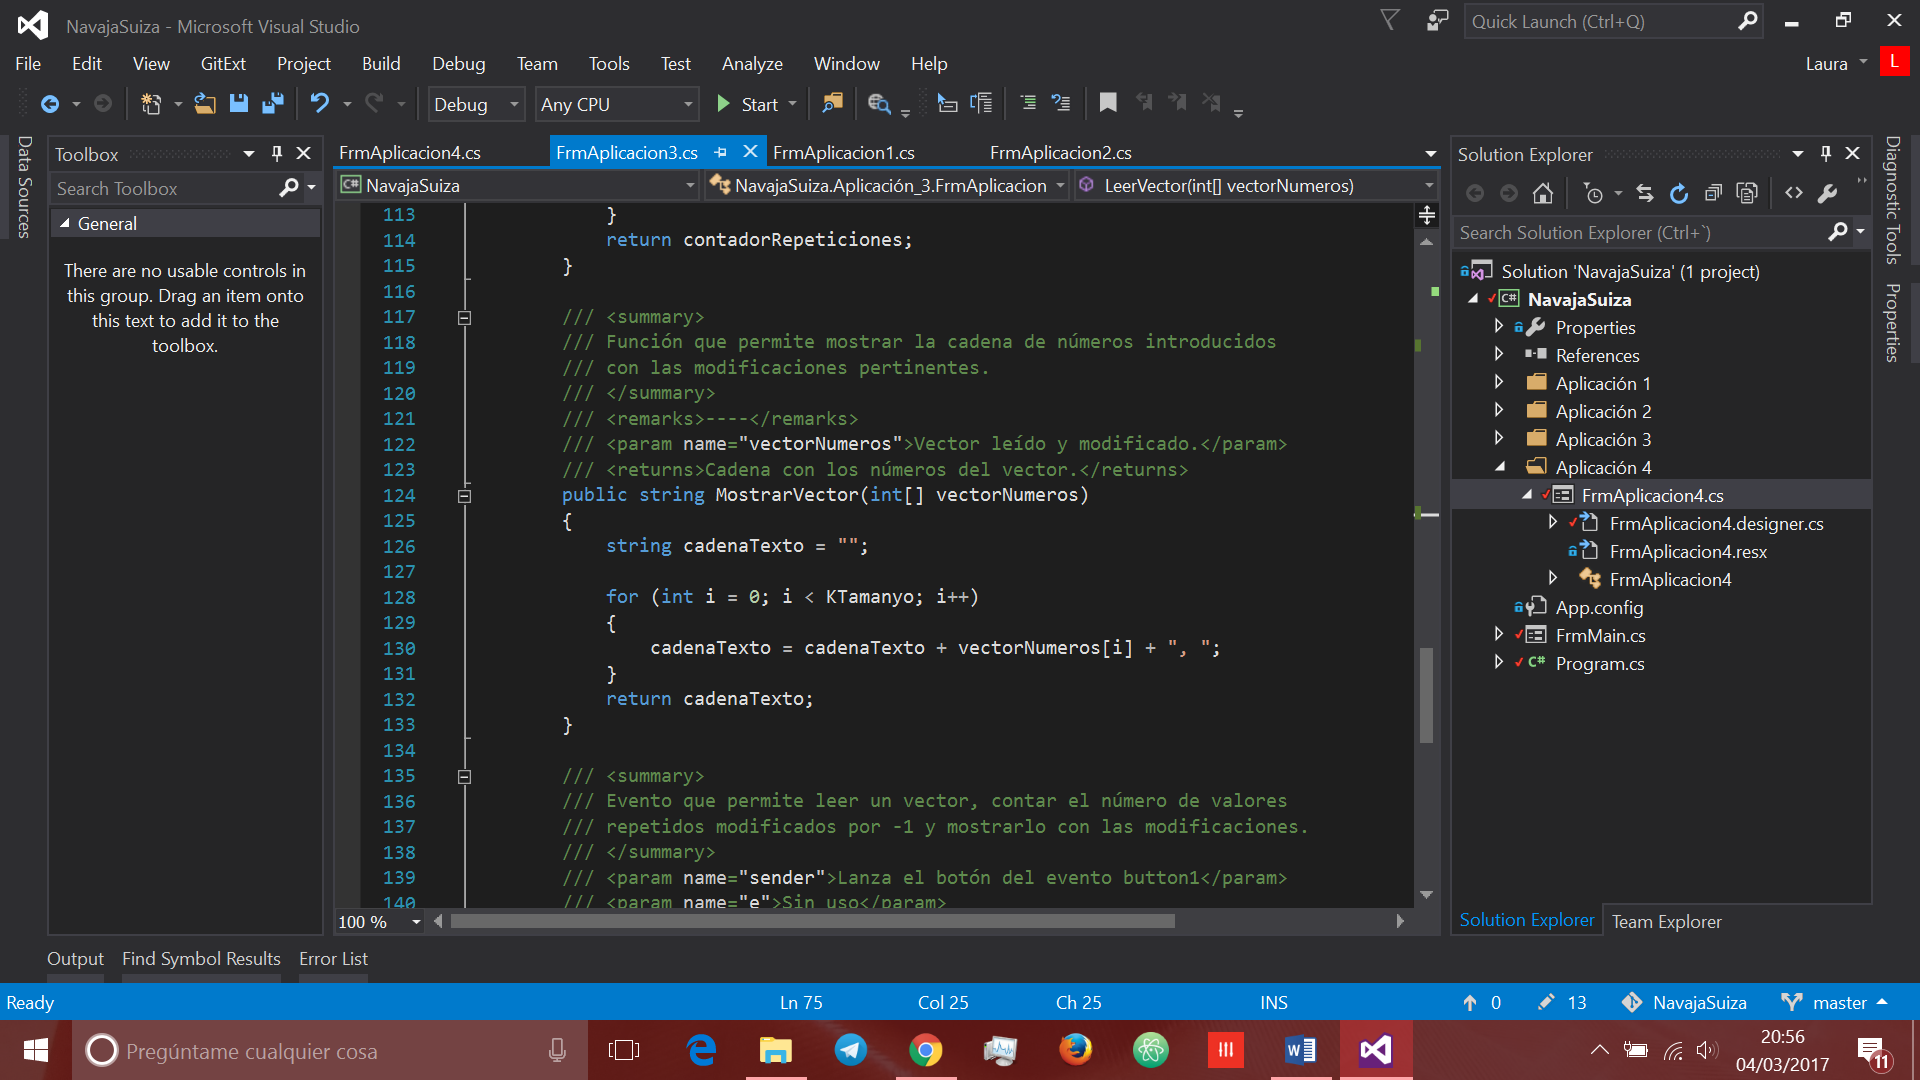 NavajaSuiza - Microsoft Visual Studio
Quick Launch (Ctrl+Q)
File Edit View GitExt Project Build Debug Team Tools Test Analyze Window Help
Laura L
Debug Any CPU Start
Data Sources
Toolbox
Search Toolbox
General
There are no usable controls in
this group. Drag an item onto
this text to add it to the
toolbox.
FrmAplicacion4.cs FrmAplicacion3.cs FrmAplicacion1.cs FrmAplicacion2.cs
NavajaSuiza NavajaSuiza.Aplicación_3.FrmAplicacion LeerVector(int[] vectorNumeros)
113 }
114 return contadorRepeticiones;
115 }
116
117 /// <summary>
118 /// Función que permite mostrar la cadena de números introducidos
119 /// con las modificaciones pertinentes.
120 /// </summary>
121 /// <remarks>----</remarks>
122 /// <param name="vectorNumeros">Vector leído y modificado.</param>
123 /// <returns>Cadena con los números del vector.</returns>
124 public string MostrarVector(int[] vectorNumeros)
125 {
126 string cadenaTexto = "";
127
128 for (int i = 0; i < KTamanyo; i++)
129 {
130 cadenaTexto = cadenaTexto + vectorNumeros[i] + ", ";
131 }
132 return cadenaTexto;
133 }
134
135 /// <summary>
136 /// Evento que permite leer un vector, contar el número de valores
137 /// repetidos modificados por -1 y mostrarlo con las modificaciones.
138 /// </summary>
139 /// <param name="sender">Lanza el botón del evento button1</param>
140 /// <param name="e">Sin uso</param>
100 %
Solution Explorer
Search Solution Explorer (Ctrl+`)
Solution 'NavajaSuiza' (1 project)
C# NavajaSuiza
Properties
References
Aplicación 1
Aplicación 2
Aplicación 3
Aplicación 4
FrmAplicacion4.cs
FrmAplicacion4.designer.cs
FrmAplicacion4.resx
FrmAplicacion4
App.config
FrmMain.cs
C# Program.cs
Solution Explorer Team Explorer
Diagnostic Tools
Properties
Output Find Symbol Results Error List
Ready Ln 75 Col 25 Ch 25 INS 0 13 NavajaSuiza master
Pregúntame cualquier cosa
20:56
04/03/2017
11